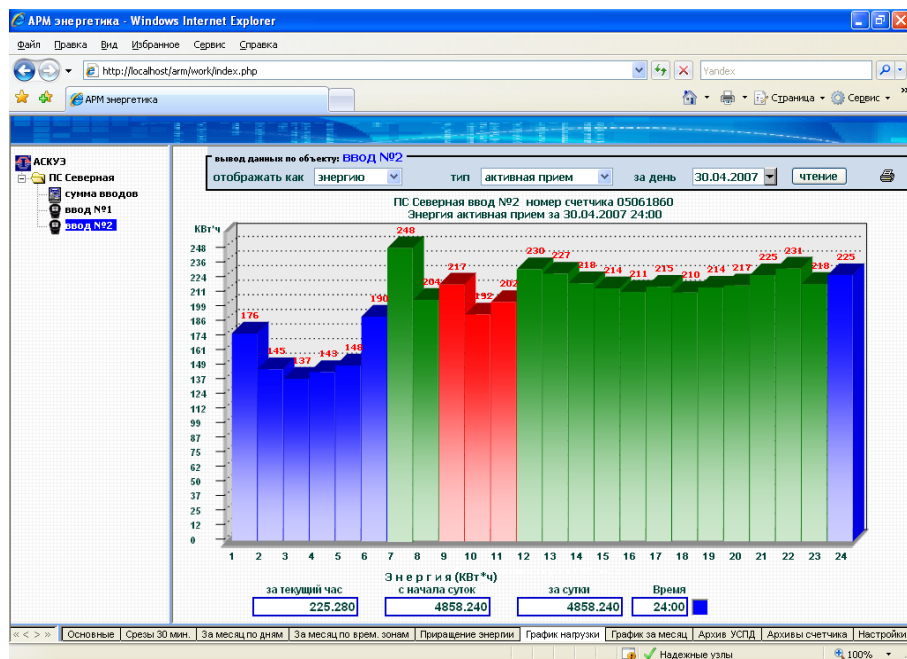 АРМ энергетика - Windows Internet Explorer
Файл Правка Вид Избранное Сервис Справка
http://localhost/arm/work/index.php
Yandex
АРМ энергетика
Страница Сервис »
АСКУЭ
ПС Северная
сумма вводов
ввод №1
ввод №2
вывод данных по объекту: ВВОД №2
отображать как энергию тип активная прием за день 30.04.2007 чтение
ПС Северная ввод №2 номер счетчика 05061860
Энергия активная прием за 30.04.2007 24:00
КВт*ч
248
236
224
211
199
186
174
161
149
137
124
112
99
87
75
62
50
37
25
12
0
176 145 137 143 148 190 248 204 217 192 202 230 227 218 214 211 215 210 214 217 225 231 218 225
1 2 3 4 5 6 7 8 9 10 11 12 13 14 15 16 17 18 19 20 21 22 23 24
Энергия(КВт*ч)
за текущий час с начала суток за сутки Время
225.280 4858.240 4858.240 24:00
« < > » Основные Срезы 30 мин. За месяц по дням За месяц по врем. зонам Приращение энергии График нагрузки График за месяц Архив УСПД Архивы счетчика Настройки
Надежные узлы 100%